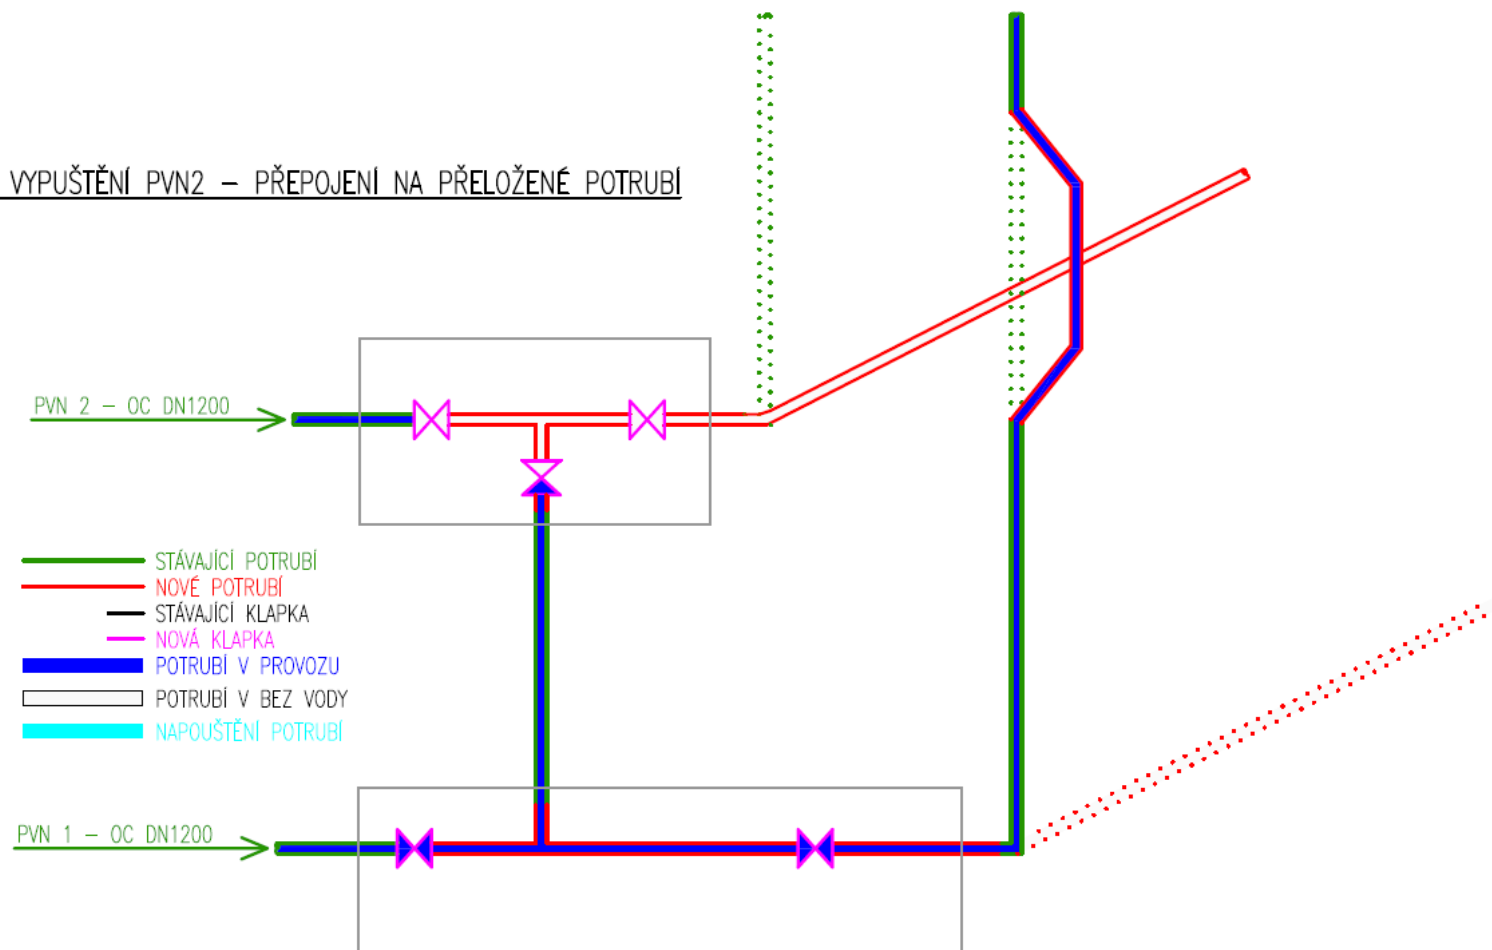 VYPUŠTĚNÍ PVN2 – PŘEPOJENÍ NA PŘELOŽENÉ POTRUBÍ
PVN 2 – OC DN1200
STÁVAJÍCÍ POTRUBÍ
NOVÉ POTRUBÍ
STÁVAJÍCÍ KLAPKA
NOVÁ KLAPKA
POTRUBÍ V PROVOZU
POTRUBÍ V BEZ VODY
NAPOUŠTĚNÍ POTRUBÍ
PVN 1 – OC DN1200